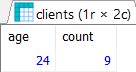 clients (1r × 2c)
age count
24 9